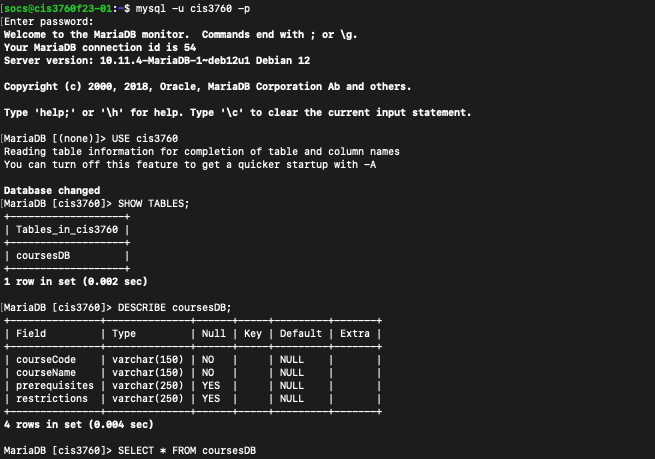 [socs@cis3760f23-01:~$ mysql -u cis3760 -p
[Enter password:
Welcome to the MariaDB monitor.  Commands end with ; or \g.
Your MariaDB connection id is 54
Server version: 10.11.4-MariaDB-1~deb12u1 Debian 12
Copyright (c) 2000, 2018, Oracle, MariaDB Corporation Ab and others.
Type 'help;' or '\h' for help. Type '\c' to clear the current input statement.
[MariaDB [(none)]> USE cis3760
Reading table information for completion of table and column names
You can turn off this feature to get a quicker startup with -A
Database changed
[MariaDB [cis3760]> SHOW TABLES;
+-------------------+
| Tables_in_cis3760 |
+-------------------+
| coursesDB         |
+-------------------+
1 row in set (0.002 sec)
[MariaDB [cis3760]> DESCRIBE coursesDB;
+---------------+--------------+------+-----+---------+-------+
| Field         | Type         | Null | Key | Default | Extra |
+---------------+--------------+------+-----+---------+-------+
| courseCode    | varchar(150) | NO   |     | NULL    |       |
| courseName    | varchar(150) | NO   |     | NULL    |       |
| prerequisites | varchar(250) | YES  |     | NULL    |       |
| restrictions  | varchar(250) | YES  |     | NULL    |       |
+---------------+--------------+------+-----+---------+-------+
4 rows in set (0.004 sec)
MariaDB [cis3760]> SELECT * FROM coursesDB